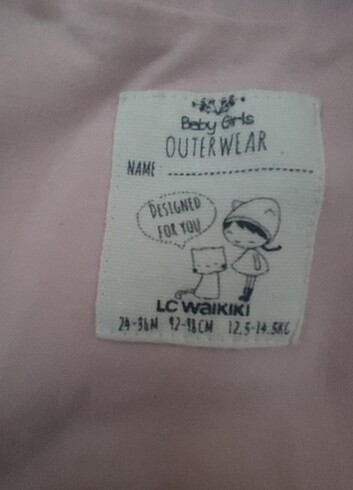 Baby Girls
OUTERWEAR
NAME
DESIGNED
FOR YOU
LC WAIKIKI
24-36M 92-98CM 12.5-14.5KG